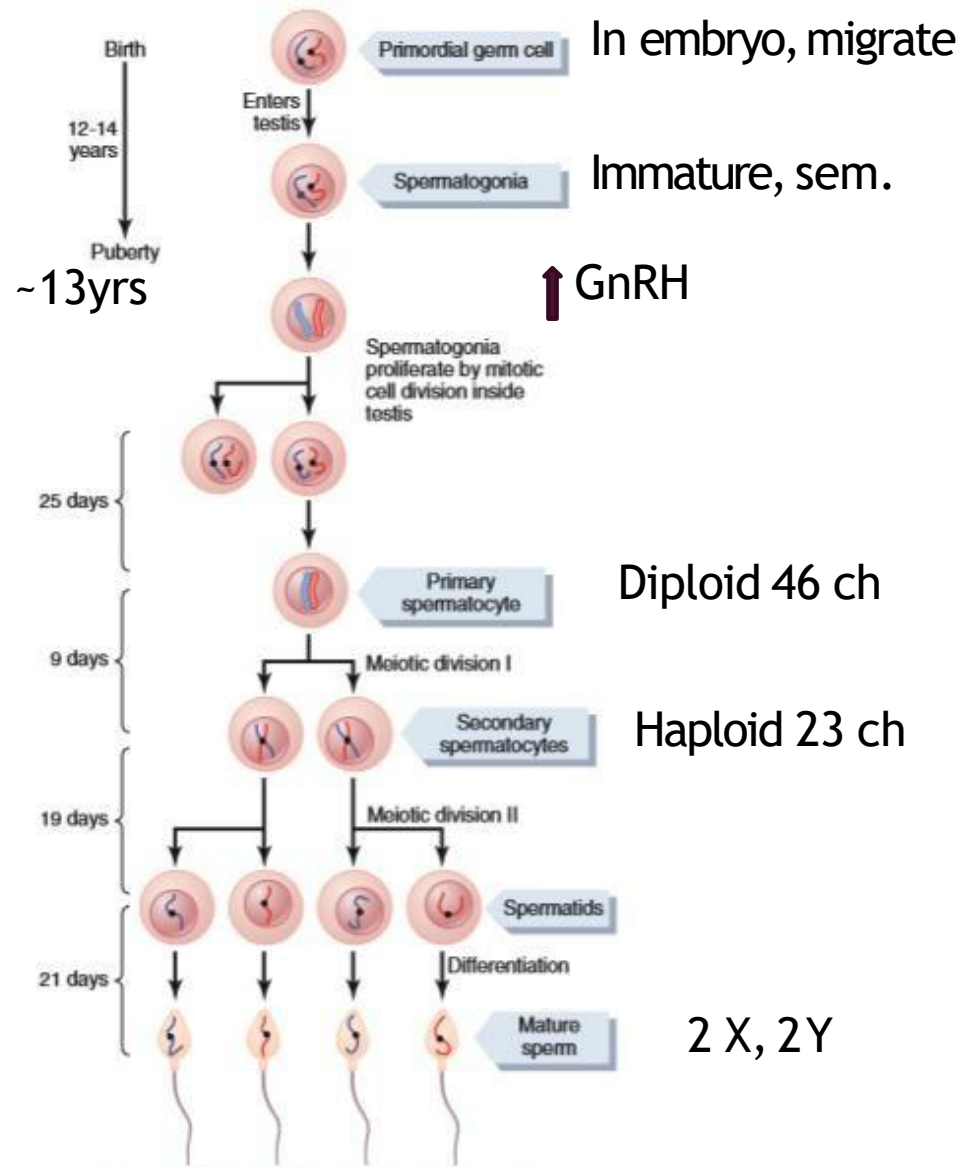 Birth
Primordial germ cell
In embryo, migrate
Enters
testis
12-14
years
Spermatogonia
Immature, sem.
Puberty
~13yrs
GnRH
Spermatogonia
proliferate by mitotic
cell division inside
testis
25 days
Primary
spermatocyte
Diploid 46 ch
9 days
Meiotic division I
Secondary
spermatocytes
Haploid 23 ch
19 days
Meiotic division II
Spermatids
21 days
Differentiation
Mature
sperm
2 X, 2Y